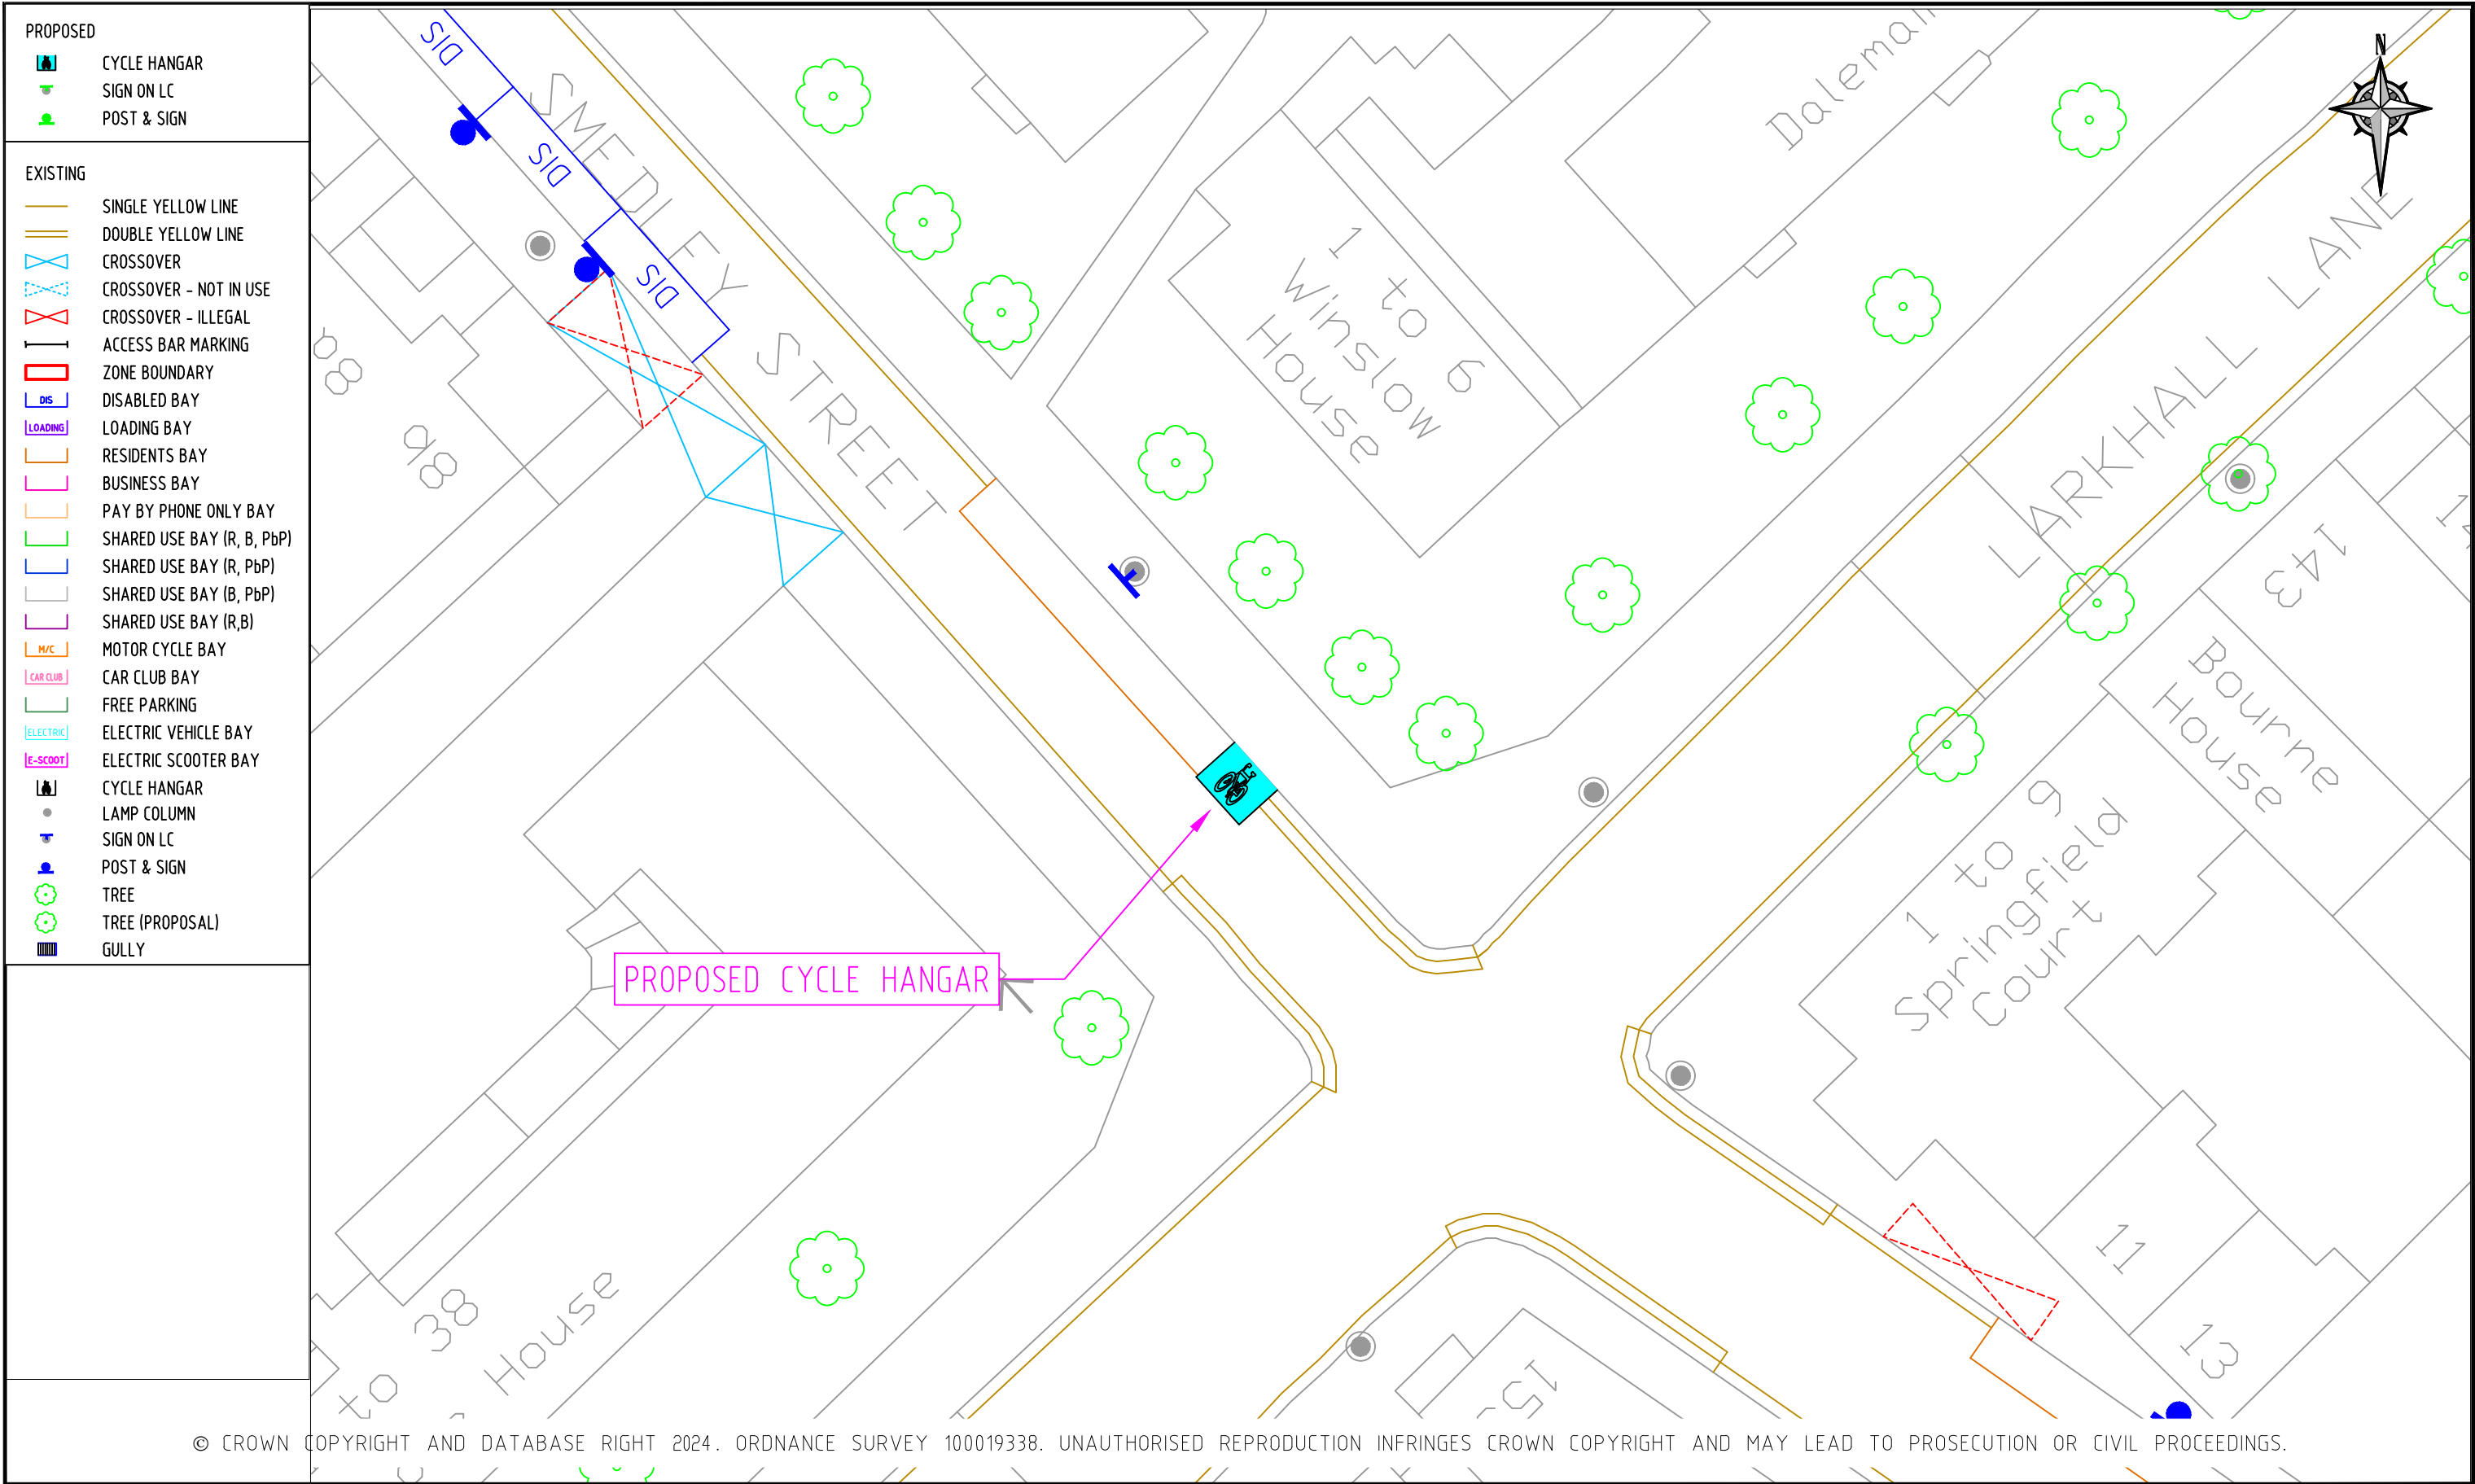 PROPOSED
CYCLE HANGAR
SIGN ON LC
POST & SIGN
EXISTING
SINGLE YELLOW LINE
DOUBLE YELLOW LINE
CROSSOVER
CROSSOVER - NOT IN USE
CROSSOVER - ILLEGAL
ACCESS BAR MARKING
ZONE BOUNDARY
DIS DISABLED BAY
LOADING LOADING BAY
RESIDENTS BAY
BUSINESS BAY
PAY BY PHONE ONLY BAY
SHARED USE BAY (R, B, PbP)
SHARED USE BAY (R, PbP)
SHARED USE BAY (B, PbP)
SHARED USE BAY (R,B)
M/C MOTOR CYCLE BAY
CAR CLUB CAR CLUB BAY
FREE PARKING
ELECTRIC ELECTRIC VEHICLE BAY
E-SCOOT ELECTRIC SCOOTER BAY
CYCLE HANGAR
LAMP COLUMN
SIGN ON LC
POST & SIGN
TREE
TREE (PROPOSAL)
GULLY
DIS
DIS
DIS
SMEDLEY STREET
N
1 to 6
Winslow
House
LARKHALL LANE
143
Bourne
House
1 to 9
Springfield
Court
11
13
151
to 38
House
PROPOSED CYCLE HANGAR
© CROWN COPYRIGHT AND DATABASE RIGHT 2024. ORDNANCE SURVEY 100019338. UNAUTHORISED REPRODUCTION INFRINGES CROWN COPYRIGHT AND MAY LEAD TO PROSECUTION OR CIVIL PROCEEDINGS.